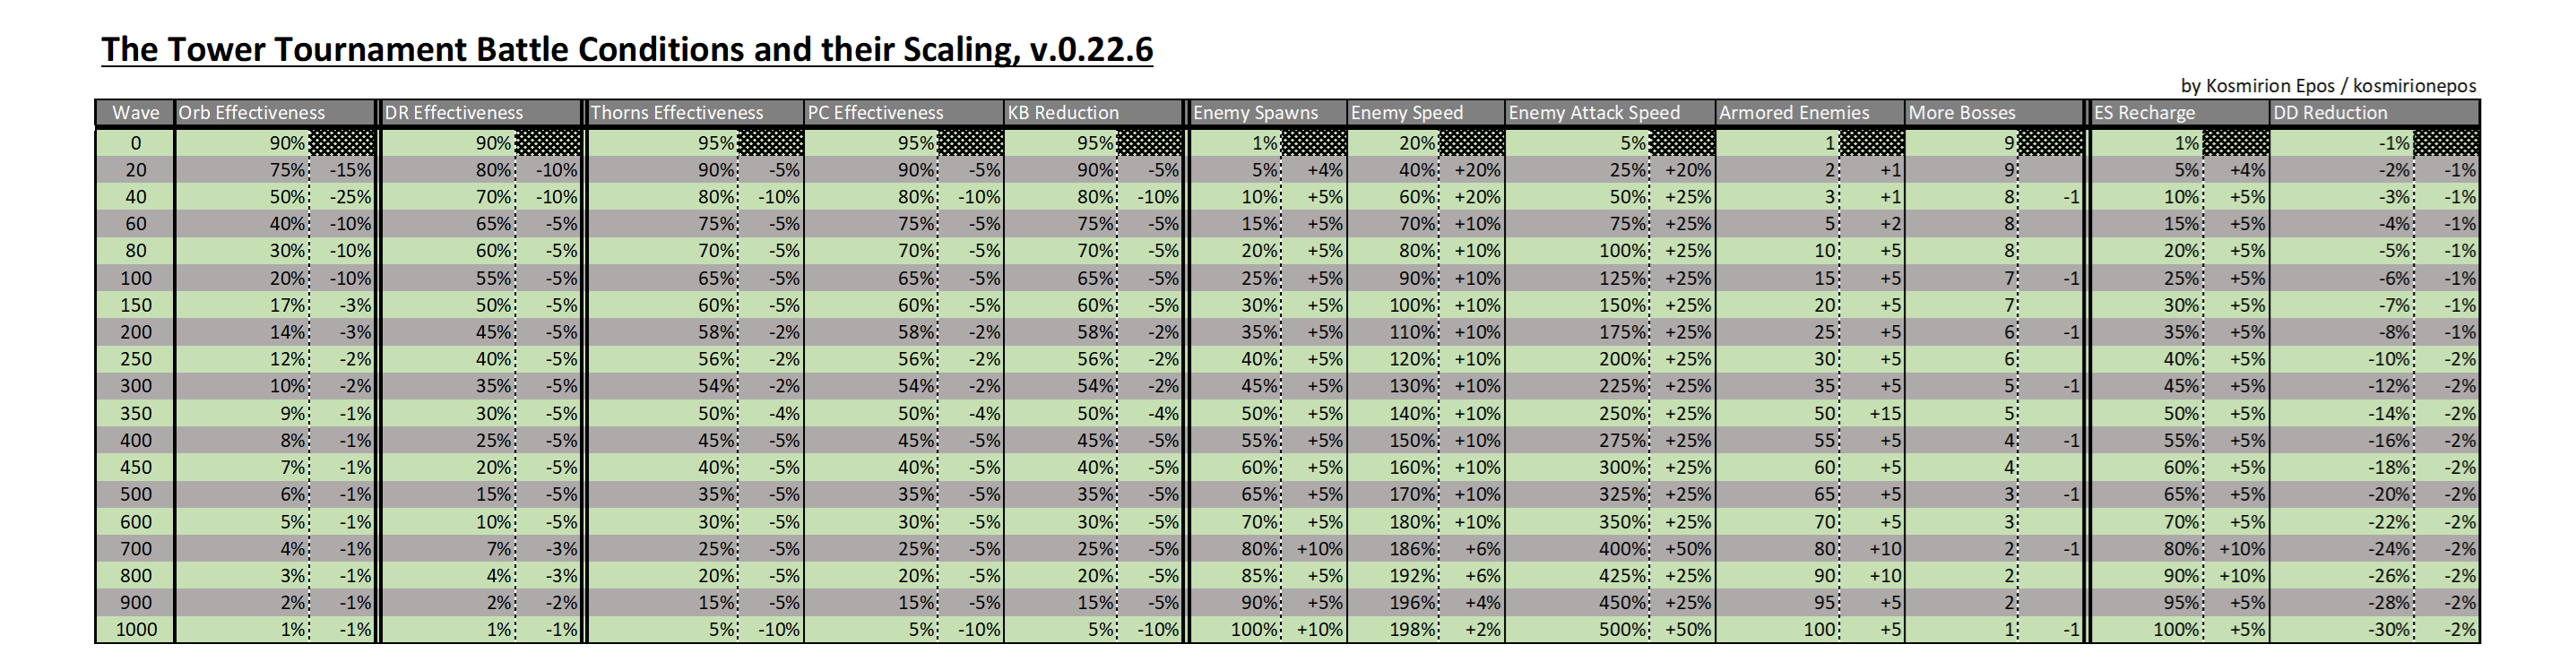 The Tower Tournament Battle Conditions and their Scaling, v.0.22.6
by Kosmirion Epos / kosmirionepos
Wave Orb Effectiveness DR Effectiveness Thorns Effectiveness PC Effectiveness KB Reduction Enemy Spawns Enemy Speed Enemy Attack Speed Armored Enemies More Bosses ES Recharge DD Reduction
0 90% 90% 95% 95% 95% 1% 20% 5% 1 9 1% -1%
20 75% -15% 80% -10% 90% -5% 90% -5% 90% -5% 5% +4% 40% +20% 25% +20% 2 +1 9 5% +4% -2% -1%
40 50% -25% 70% -10% 80% -10% 80% -10% 80% -10% 10% +5% 60% +20% 50% +25% 3 +1 8 -1 10% +5% -3% -1%
60 40% -10% 65% -5% 75% -5% 75% -5% 75% -5% 15% +5% 70% +10% 75% +25% 5 +2 8 15% +5% -4% -1%
80 30% -10% 60% -5% 70% -5% 70% -5% 70% -5% 20% +5% 80% +10% 100% +25% 10 +5 8 20% +5% -5% -1%
100 20% -10% 55% -5% 65% -5% 65% -5% 65% -5% 25% +5% 90% +10% 125% +25% 15 +5 7 -1 25% +5% -6% -1%
150 17% -3% 50% -5% 60% -5% 60% -5% 60% -5% 30% +5% 100% +10% 150% +25% 20 +5 7 30% +5% -7% -1%
200 14% -3% 45% -5% 58% -2% 58% -2% 58% -2% 35% +5% 110% +10% 175% +25% 25 +5 6 -1 35% +5% -8% -1%
250 12% -2% 40% -5% 56% -2% 56% -2% 56% -2% 40% +5% 120% +10% 200% +25% 30 +5 6 40% +5% -10% -2%
300 10% -2% 35% -5% 54% -2% 54% -2% 54% -2% 45% +5% 130% +10% 225% +25% 35 +5 5 -1 45% +5% -12% -2%
350 9% -1% 30% -5% 50% -4% 50% -4% 50% -4% 50% +5% 140% +10% 250% +25% 50 +15 5 50% +5% -14% -2%
400 8% -1% 25% -5% 45% -5% 45% -5% 45% -5% 55% +5% 150% +10% 275% +25% 55 +5 4 -1 55% +5% -16% -2%
450 7% -1% 20% -5% 40% -5% 40% -5% 40% -5% 60% +5% 160% +10% 300% +25% 60 +5 4 60% +5% -18% -2%
500 6% -1% 15% -5% 35% -5% 35% -5% 35% -5% 65% +5% 170% +10% 325% +25% 65 +5 3 -1 65% +5% -20% -2%
600 5% -1% 10% -5% 30% -5% 30% -5% 30% -5% 70% +5% 180% +10% 350% +25% 70 +5 3 70% +5% -22% -2%
700 4% -1% 7% -3% 25% -5% 25% -5% 25% -5% 80% +10% 186% +6% 400% +50% 80 +10 2 -1 80% +10% -24% -2%
800 3% -1% 4% -3% 20% -5% 20% -5% 20% -5% 85% +5% 192% +6% 425% +25% 90 +10 2 90% +10% -26% -2%
900 2% -1% 2% -2% 15% -5% 15% -5% 15% -5% 90% +5% 196% +4% 450% +25% 95 +5 2 95% +5% -28% -2%
1000 1% -1% 1% -1% 5% -10% 5% -10% 5% -10% 100% +10% 198% +2% 500% +50% 100 +5 1 -1 100% +5% -30% -2%